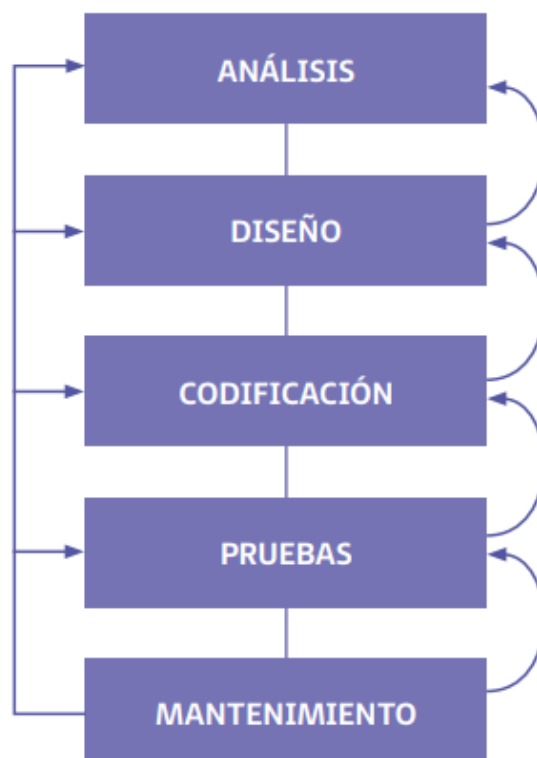 ANÁLISIS
DISEÑO
CODIFICACIÓN
PRUEBAS
MANTENIMIENTO